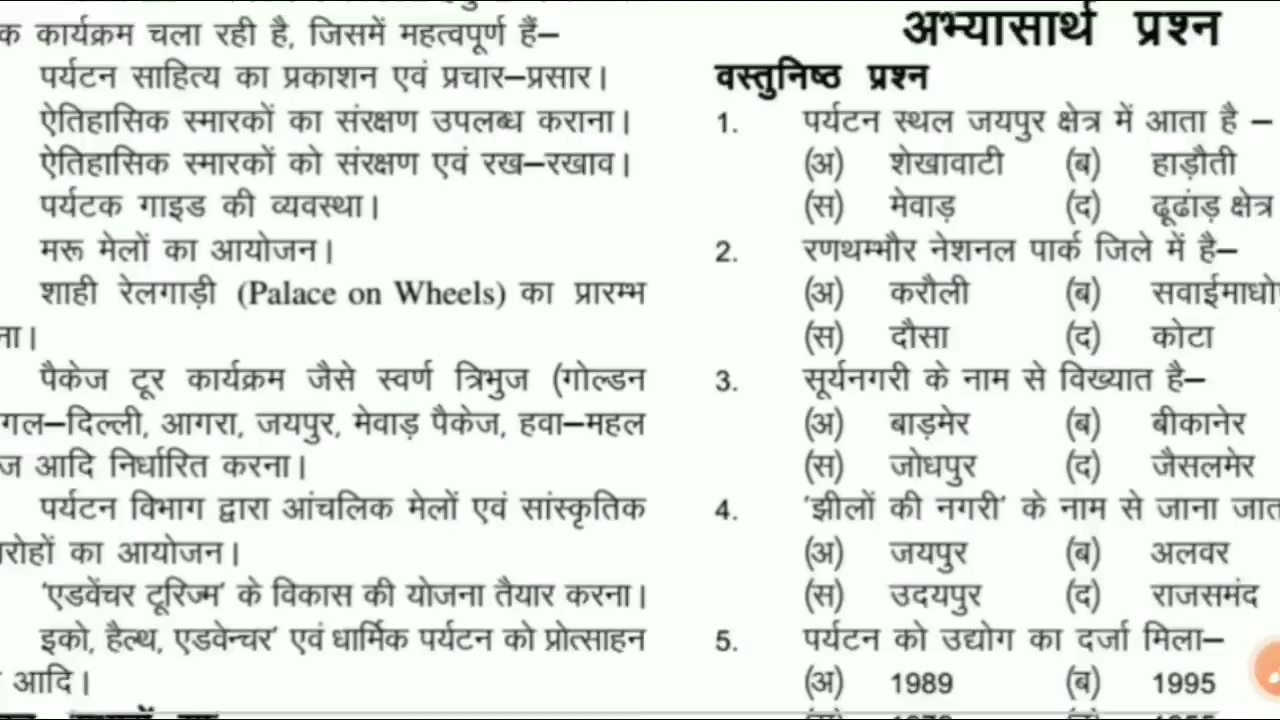 क कार्यक्रम चला रही है, जिसमें महत्वपूर्ण हैं–
पर्यटन साहित्य का प्रकाशन एवं प्रचार–प्रसार।
ऐतिहासिक स्मारकों का संरक्षण उपलब्ध कराना।
ऐतिहासिक स्मारकों को संरक्षण एवं रख–रखाव।
पर्यटक गाइड की व्यवस्था।
मरू मेलों का आयोजन।
शाही रेलगाड़ी (Palace on Wheels) का प्रारम्भ
ना।
पैकेज टूर कार्यक्रम जैसे स्वर्ण त्रिभुज (गोल्डन
गल–दिल्ली, आगरा, जयपुर, मेवाड़ पैकेज, हवा–महल
ज आदि निर्धारित करना।
पर्यटन विभाग द्वारा आंचलिक मेलों एवं सांस्कृतिक
रोहों का आयोजन।
'एडवेंचर टूरिज्म' के विकास की योजना तैयार करना।
इको, हैल्थ, एडवेन्चर' एवं धार्मिक पर्यटन को प्रोत्साहन
आदि।
अभ्यासार्थ प्रश्न
वस्तुनिष्ठ प्रश्न
1. पर्यटन स्थल जयपुर क्षेत्र में आता है –
(अ) शेखावाटी (ब) हाड़ौती
(स) मेवाड़ (द) ढूढांड़ क्षेत्र
2. रणथम्भौर नेशनल पार्क जिले में है–
(अ) करौली (ब) सवाईमाधो
(स) दौसा (द) कोटा
3. सूर्यनगरी के नाम से विख्यात है–
(अ) बाड़मेर (ब) बीकानेर
(स) जोधपुर (द) जैसलमेर
4. 'झीलों की नगरी' के नाम से जाना जात
(अ) जयपुर (ब) अलवर
(स) उदयपुर (द) राजसमंद
5. पर्यटन को उद्योग का दर्जा मिला–
(अ) 1989 (ब) 1995